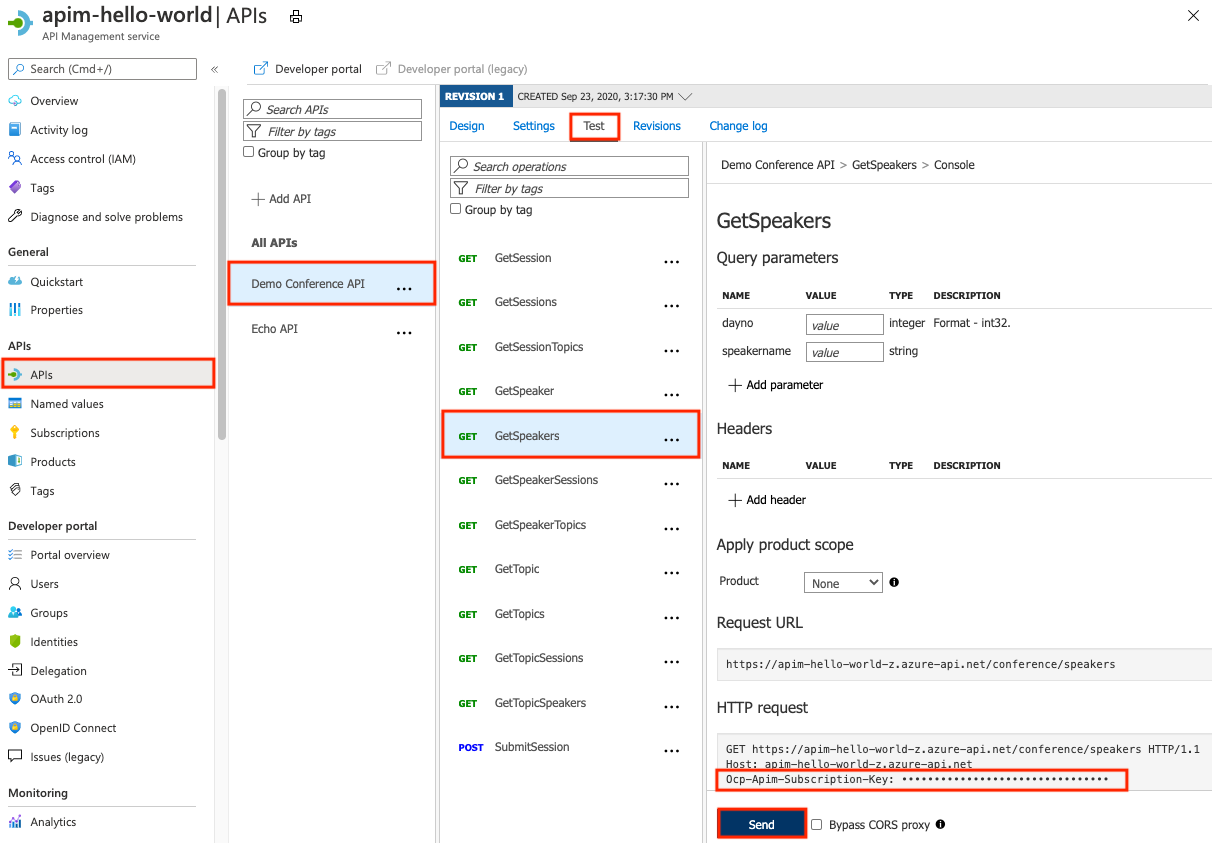 apim-hello-world | APIs
API Management service
Search (Cmd+/)
«
Overview
Activity log
Access control (IAM)
Tags
Diagnose and solve problems
General
Quickstart
Properties
APIs
APIs
Named values
Subscriptions
Products
Tags
Developer portal
Portal overview
Users
Groups
Identities
Delegation
OAuth 2.0
OpenID Connect
Issues (legacy)
Monitoring
Analytics
Developer portal
Developer portal (legacy)
Search APIs
Filter by tags
Group by tag
Add API
All APIs
Demo Conference API ...
Echo API ...
REVISION 1 CREATED Sep 23, 2020, 3:17:30 PM
Design Settings Test Revisions Change log
Search operations
Filter by tags
Group by tag
GET GetSession ...
GET GetSessions ...
GET GetSessionTopics ...
GET GetSpeaker ...
GET GetSpeakers ...
GET GetSpeakerSessions ...
GET GetSpeakerTopics ...
GET GetTopic ...
GET GetTopics ...
GET GetTopicSessions ...
GET GetTopicSpeakers ...
POST SubmitSession ...
Demo Conference API > GetSpeakers > Console
GetSpeakers
Query parameters
NAME VALUE TYPE DESCRIPTION
dayno value integer Format - int32.
speakername value string
Add parameter
Headers
NAME VALUE TYPE DESCRIPTION
Add header
Apply product scope
Product None
Request URL
https://apim-hello-world-z.azure-api.net/conference/speakers
HTTP request
GET https://apim-hello-world-z.azure-api.net/conference/speakers HTTP/1.1
Host: apim-hello-world-z.azure-api.net
Ocp-Apim-Subscription-Key: ••••••••••••••••••••••••••••••••
Send Bypass CORS proxy